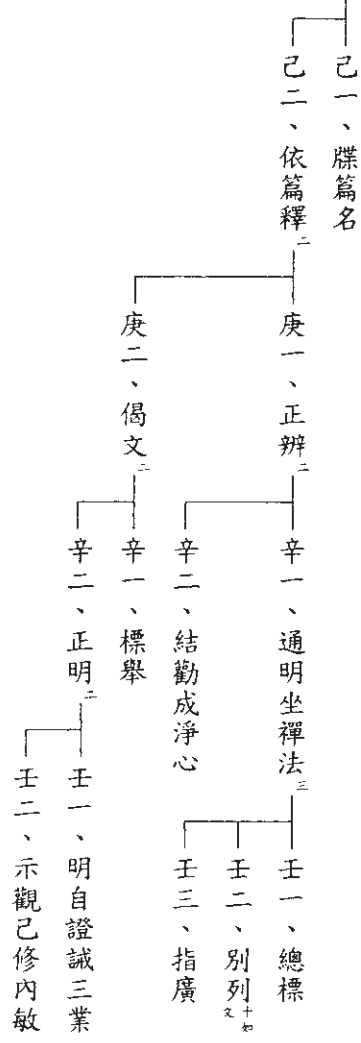 己一、牒篇名
己二、依篇釋二
庚一、正辨二
辛一、通明坐禪法三
壬一、總標
壬二、別列十如文
壬三、指廣
辛二、結勸成淨心
庚二、偈文二
辛一、標舉
辛二、正明二
壬一、明自證誡三業
壬二、示觀己修內敏